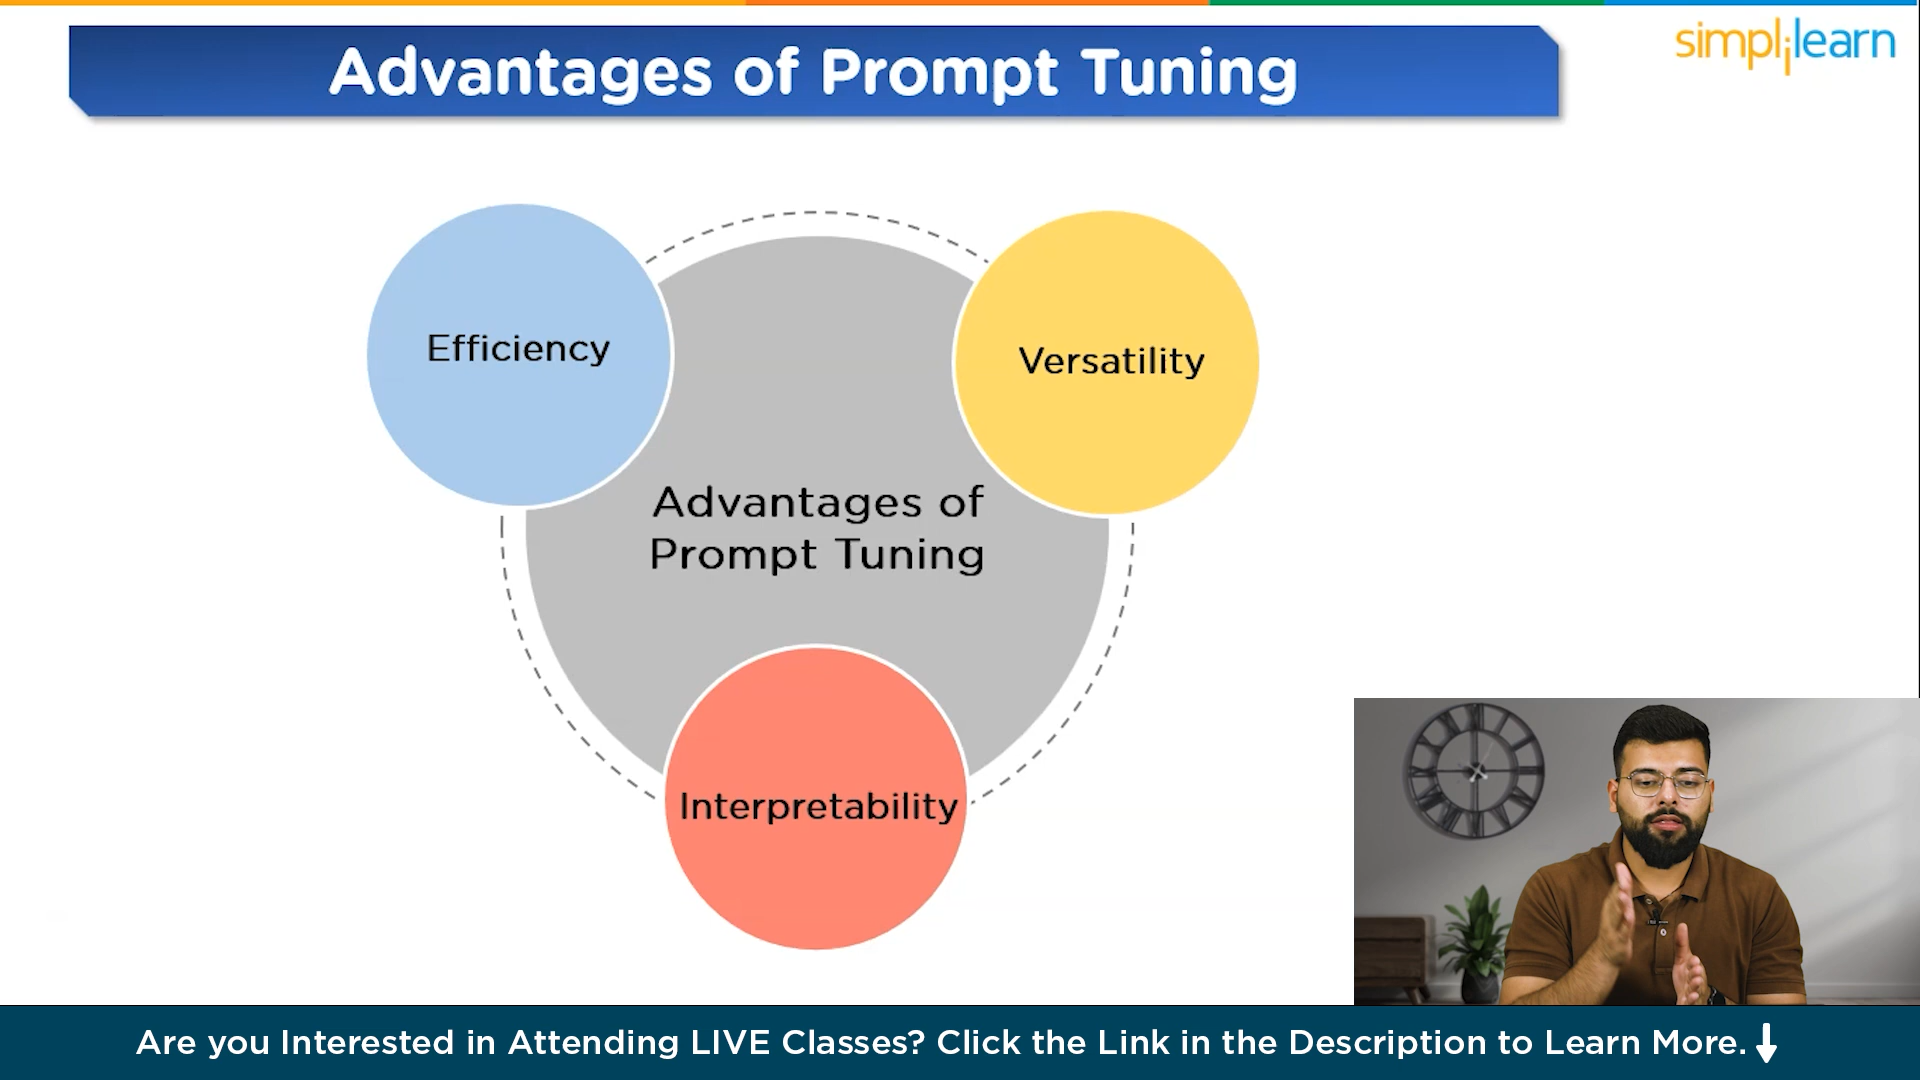 Advantages of Prompt Tuning
simplilearn
Efficiency
Versatility
Advantages of
Prompt Tuning
Interpretability
Are you Interested in Attending LIVE Classes? Click the Link in the Description to Learn More.